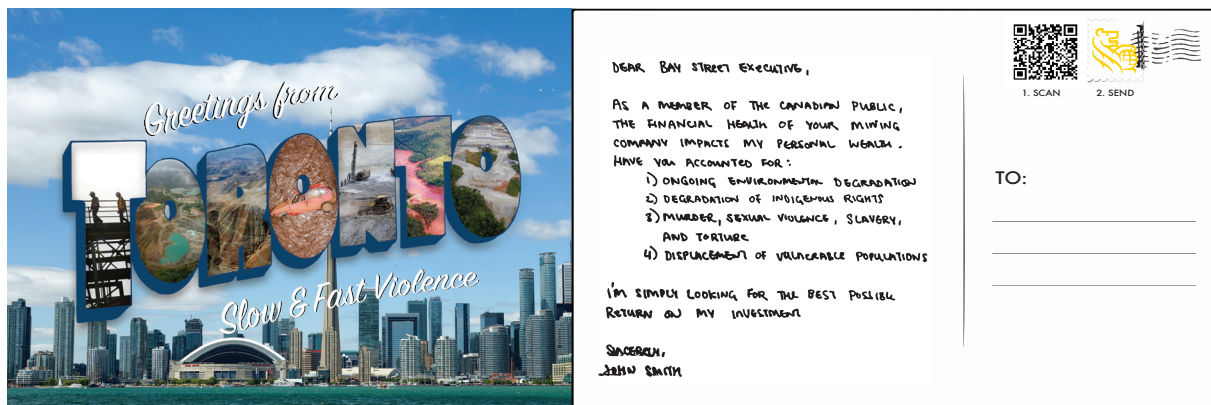 Greetings from
TORONTO
Slow & Fast Violence
DEAR BAY STREET EXECUTIVE,
AS A MEMBER OF THE CANADIAN PUBLIC,
THE FINANCIAL HEALTH OF YOUR MINING
COMPANY IMPACTS MY PERSONAL WEALTH.
HAVE YOU ACCOUNTED FOR:
1) ONGOING ENVIRONMENTAL DEGRADATION
2) DEGRADATION OF INDIGENOUS RIGHTS
3) MURDER, SEXUAL VIOLENCE, SLAVERY,
AND TORTURE
4) DISPLACEMENT OF VULNERABLE POPULATIONS
I'M SIMPLY LOOKING FOR THE BEST POSSIBLE
RETURN ON MY INVESTMENT
SINCERELY,
JOHN SMITH
1. SCAN
2. SEND
TO: